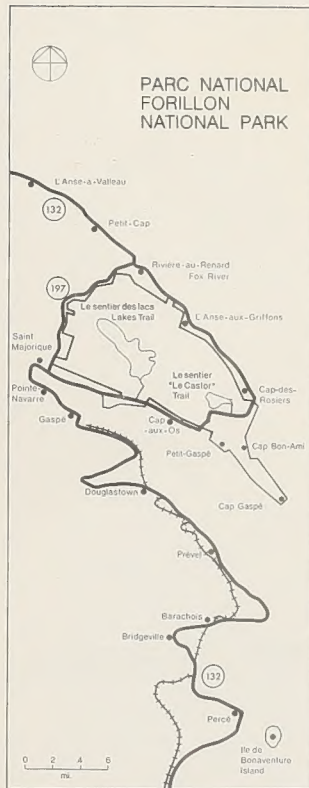 PARC NATIONAL
FORILLON
NATIONAL PARK
L'Anse-à-Valleau
132
Petit-Cap
Rivière-au-Renard
Fox River
197
Le sentier des lacs
Lakes Trail
L'Anse-aux-Griffons
Saint
Majorique
Le sentier
"Le Castor"
Trail
Cap-des-
Rosiers
Pointe-
Navarre
Gaspé
Cap
-aux-Os
Petit-Gaspé
Cap Bon-Ami
Cap Gaspé
Douglastown
Prével
Barachois
Bridgeville
132
Percé
Ile de
Bonaventure
Island
0 2 4 6
mi.